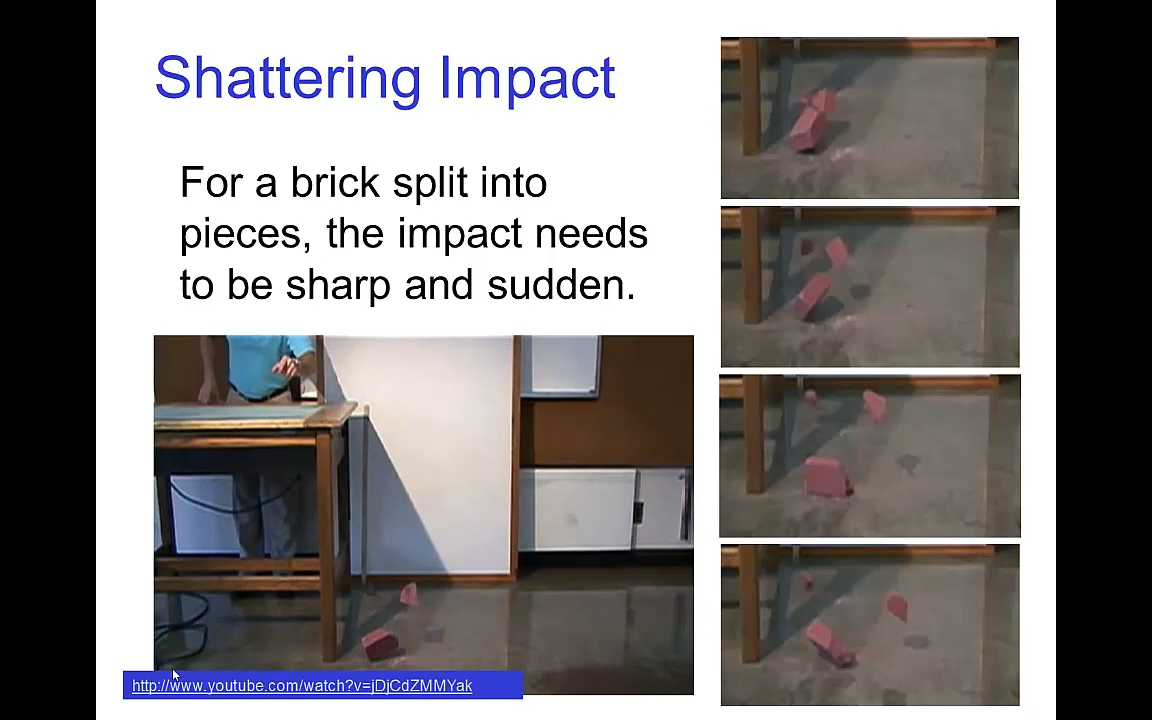 Shattering Impact
For a brick split into
pieces, the impact needs
to be sharp and sudden.
http://www.youtube.com/watch?v=jDjCdZMMYak